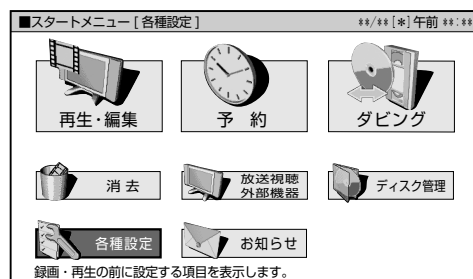 ■スタートメニュー [ 各種設定 ]
**/** [*] 午前 **:**
再生・編集
予 約
ダビング
消 去
放送視聴
外部機器
ディスク管理
各種設定
お知らせ
録画・再生の前に設定する項目を表示します。